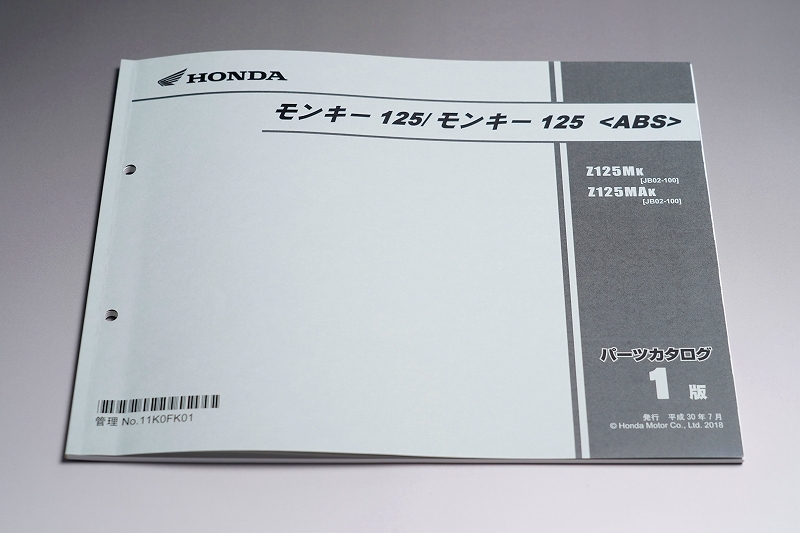 HONDA
モンキー 125/モンキー 125 <ABS>
Z125MK
[JB02-100]
Z125MAK
[JB02-100]
パーツカタログ
1 版
発行 平成 30 年 7 月
© Honda Motor Co., Ltd. 2018
管理 No.11K0FK01